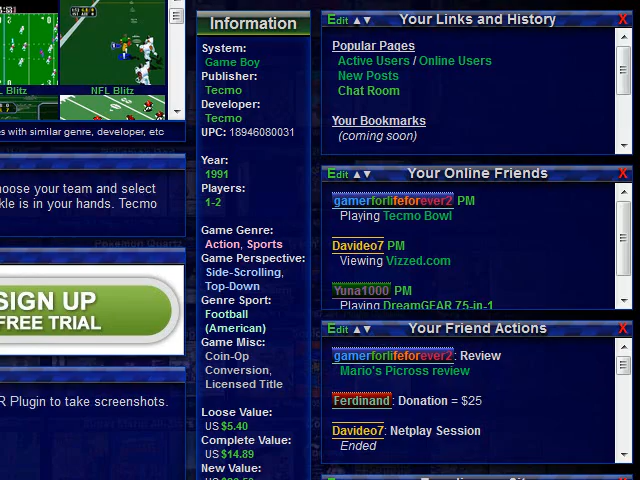 NFL Blitz
es with similar genre, developer, etc
oose your team and select
kle is in your hands. Tecmo
SIGN UP
FREE TRIAL
R Plugin to take screenshots.
Information
System:
Game Boy
Publisher:
Tecmo
Developer:
Tecmo
UPC: 18946080031
Year:
1991
Players:
1-2
Game Genre:
Action, Sports
Game Perspective:
Side-Scrolling,
Top-Down
Genre Sport:
Football
(American)
Game Misc:
Coin-Op
Conversion,
Licensed Title
Loose Value:
US$5.40
Complete Value:
US$14.89
New Value:
Edit ▲▼ Your Links and History X
Popular Pages
Active Users / Online Users
New Posts
Chat Room
Your Bookmarks
(coming soon)
Edit ▲▼ Your Online Friends X
gamerforlifeforever2 PM
Playing Tecmo Bowl
Davideo7 PM
Viewing Vizzed.com
Yuna1000 PM
Playing DreamGEAR 75-in-1
Edit ▲▼ Your Friend Actions X
gamerforlifeforever2: Review
Mario's Picross review
Ferdinand: Donation = $25
Davideo7: Netplay Session
Ended